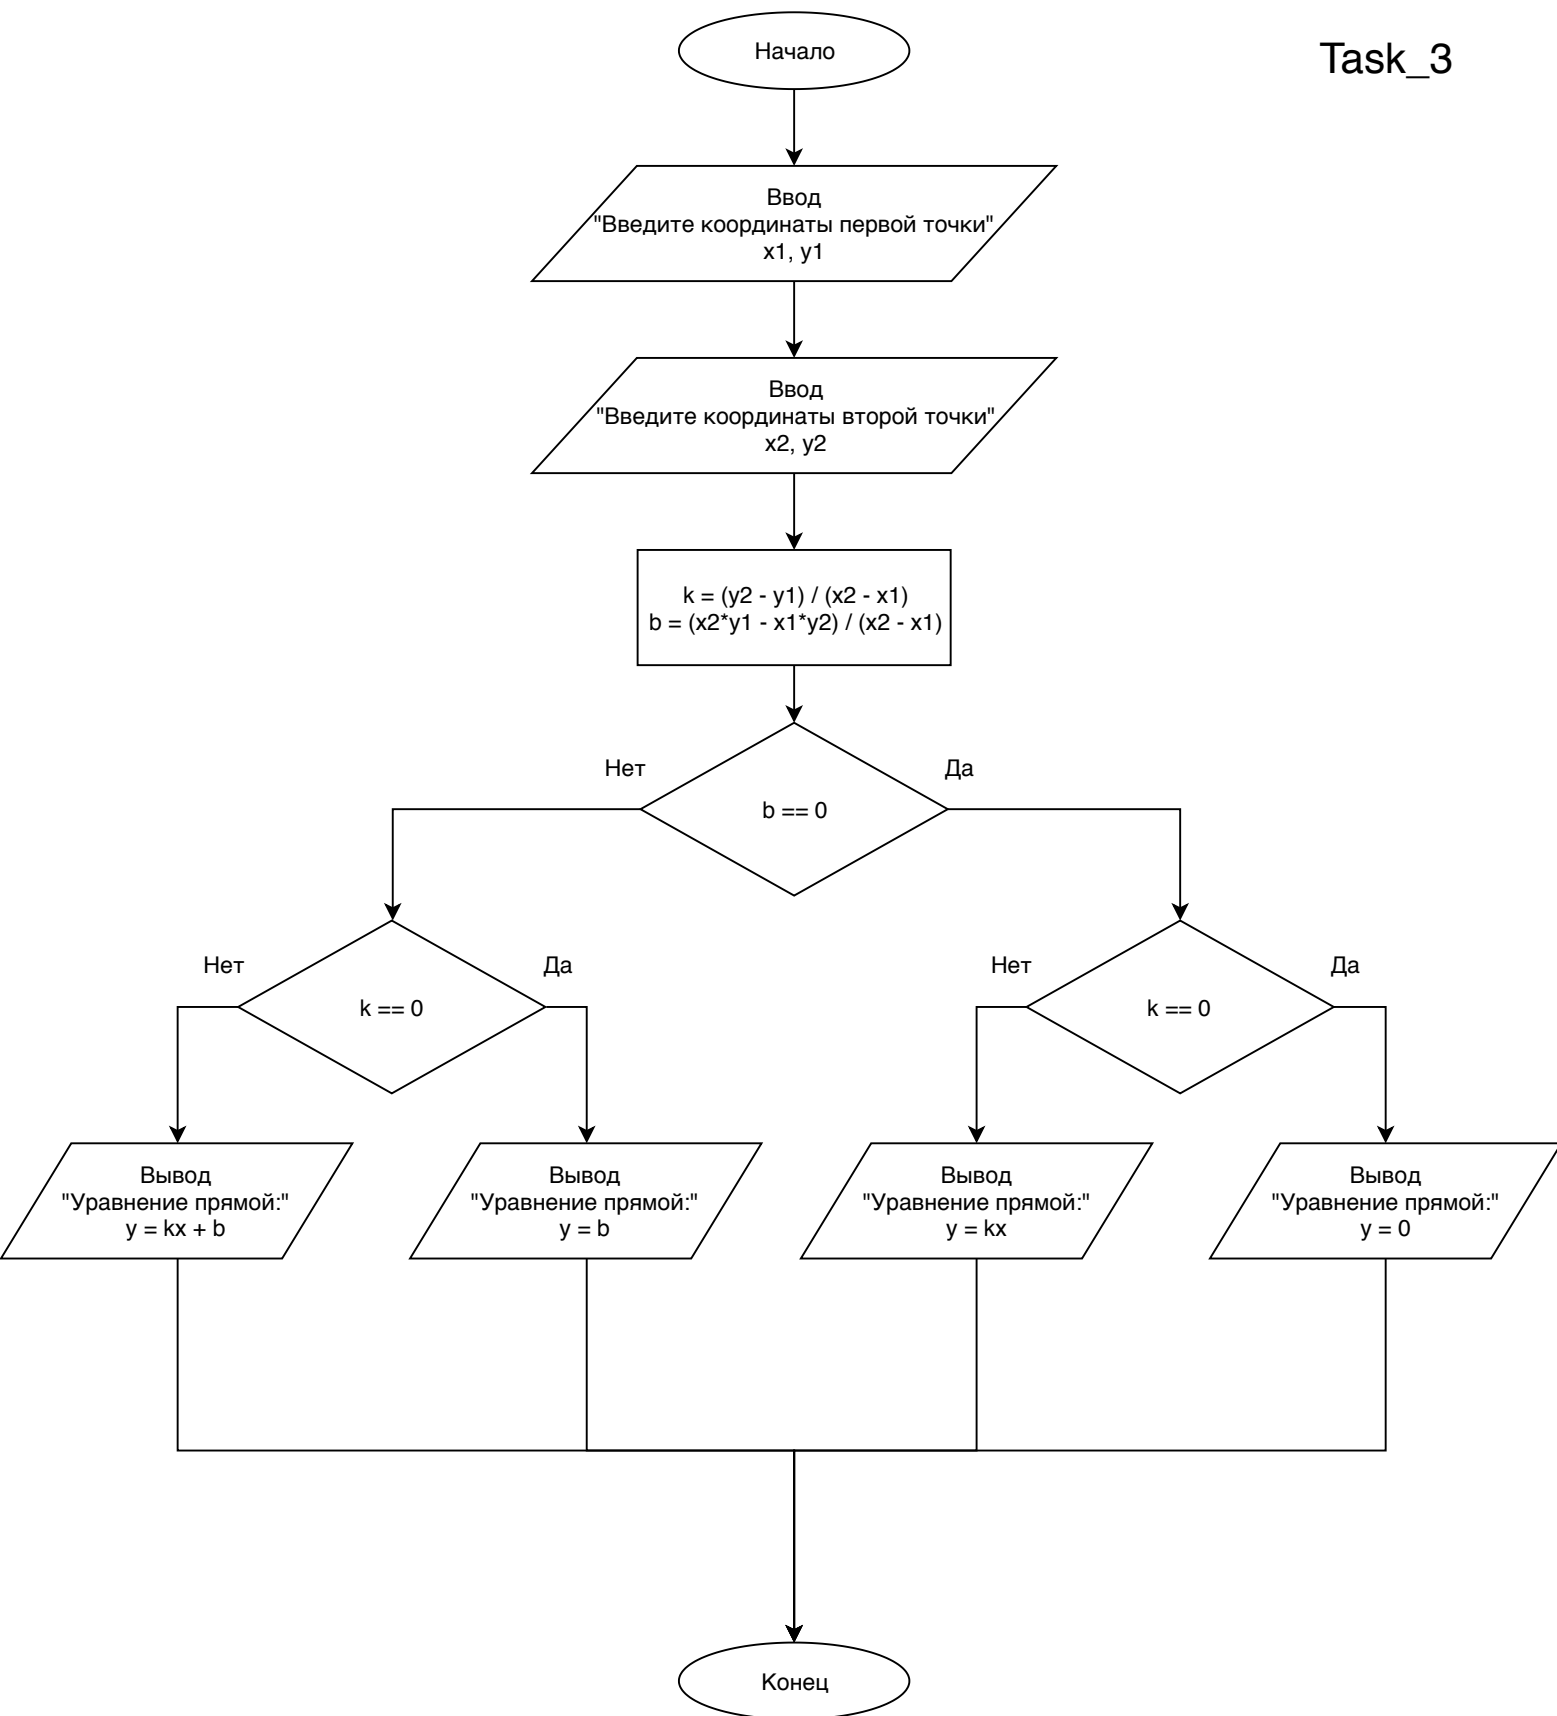 Начало
Task_3
Ввод
"Введите координаты первой точки"
x1, y1
Ввод
"Введите координаты второй точки"
x2, y2
k = (y2 - y1) / (x2 - x1)
b = (x2*y1 - x1*y2) / (x2 - x1)
Нет
Да
b == 0
Нет
Да
Нет
Да
k == 0
k == 0
Вывод
"Уравнение прямой:"
y = kx + b
Вывод
"Уравнение прямой:"
y = b
Вывод
"Уравнение прямой:"
y = kx
Вывод
"Уравнение прямой:"
y = 0
Конец